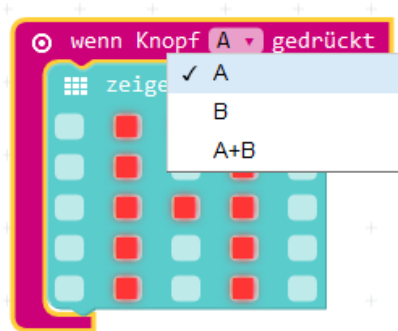 wenn Knopf A gedrückt
zeige
✓ A
B
A+B